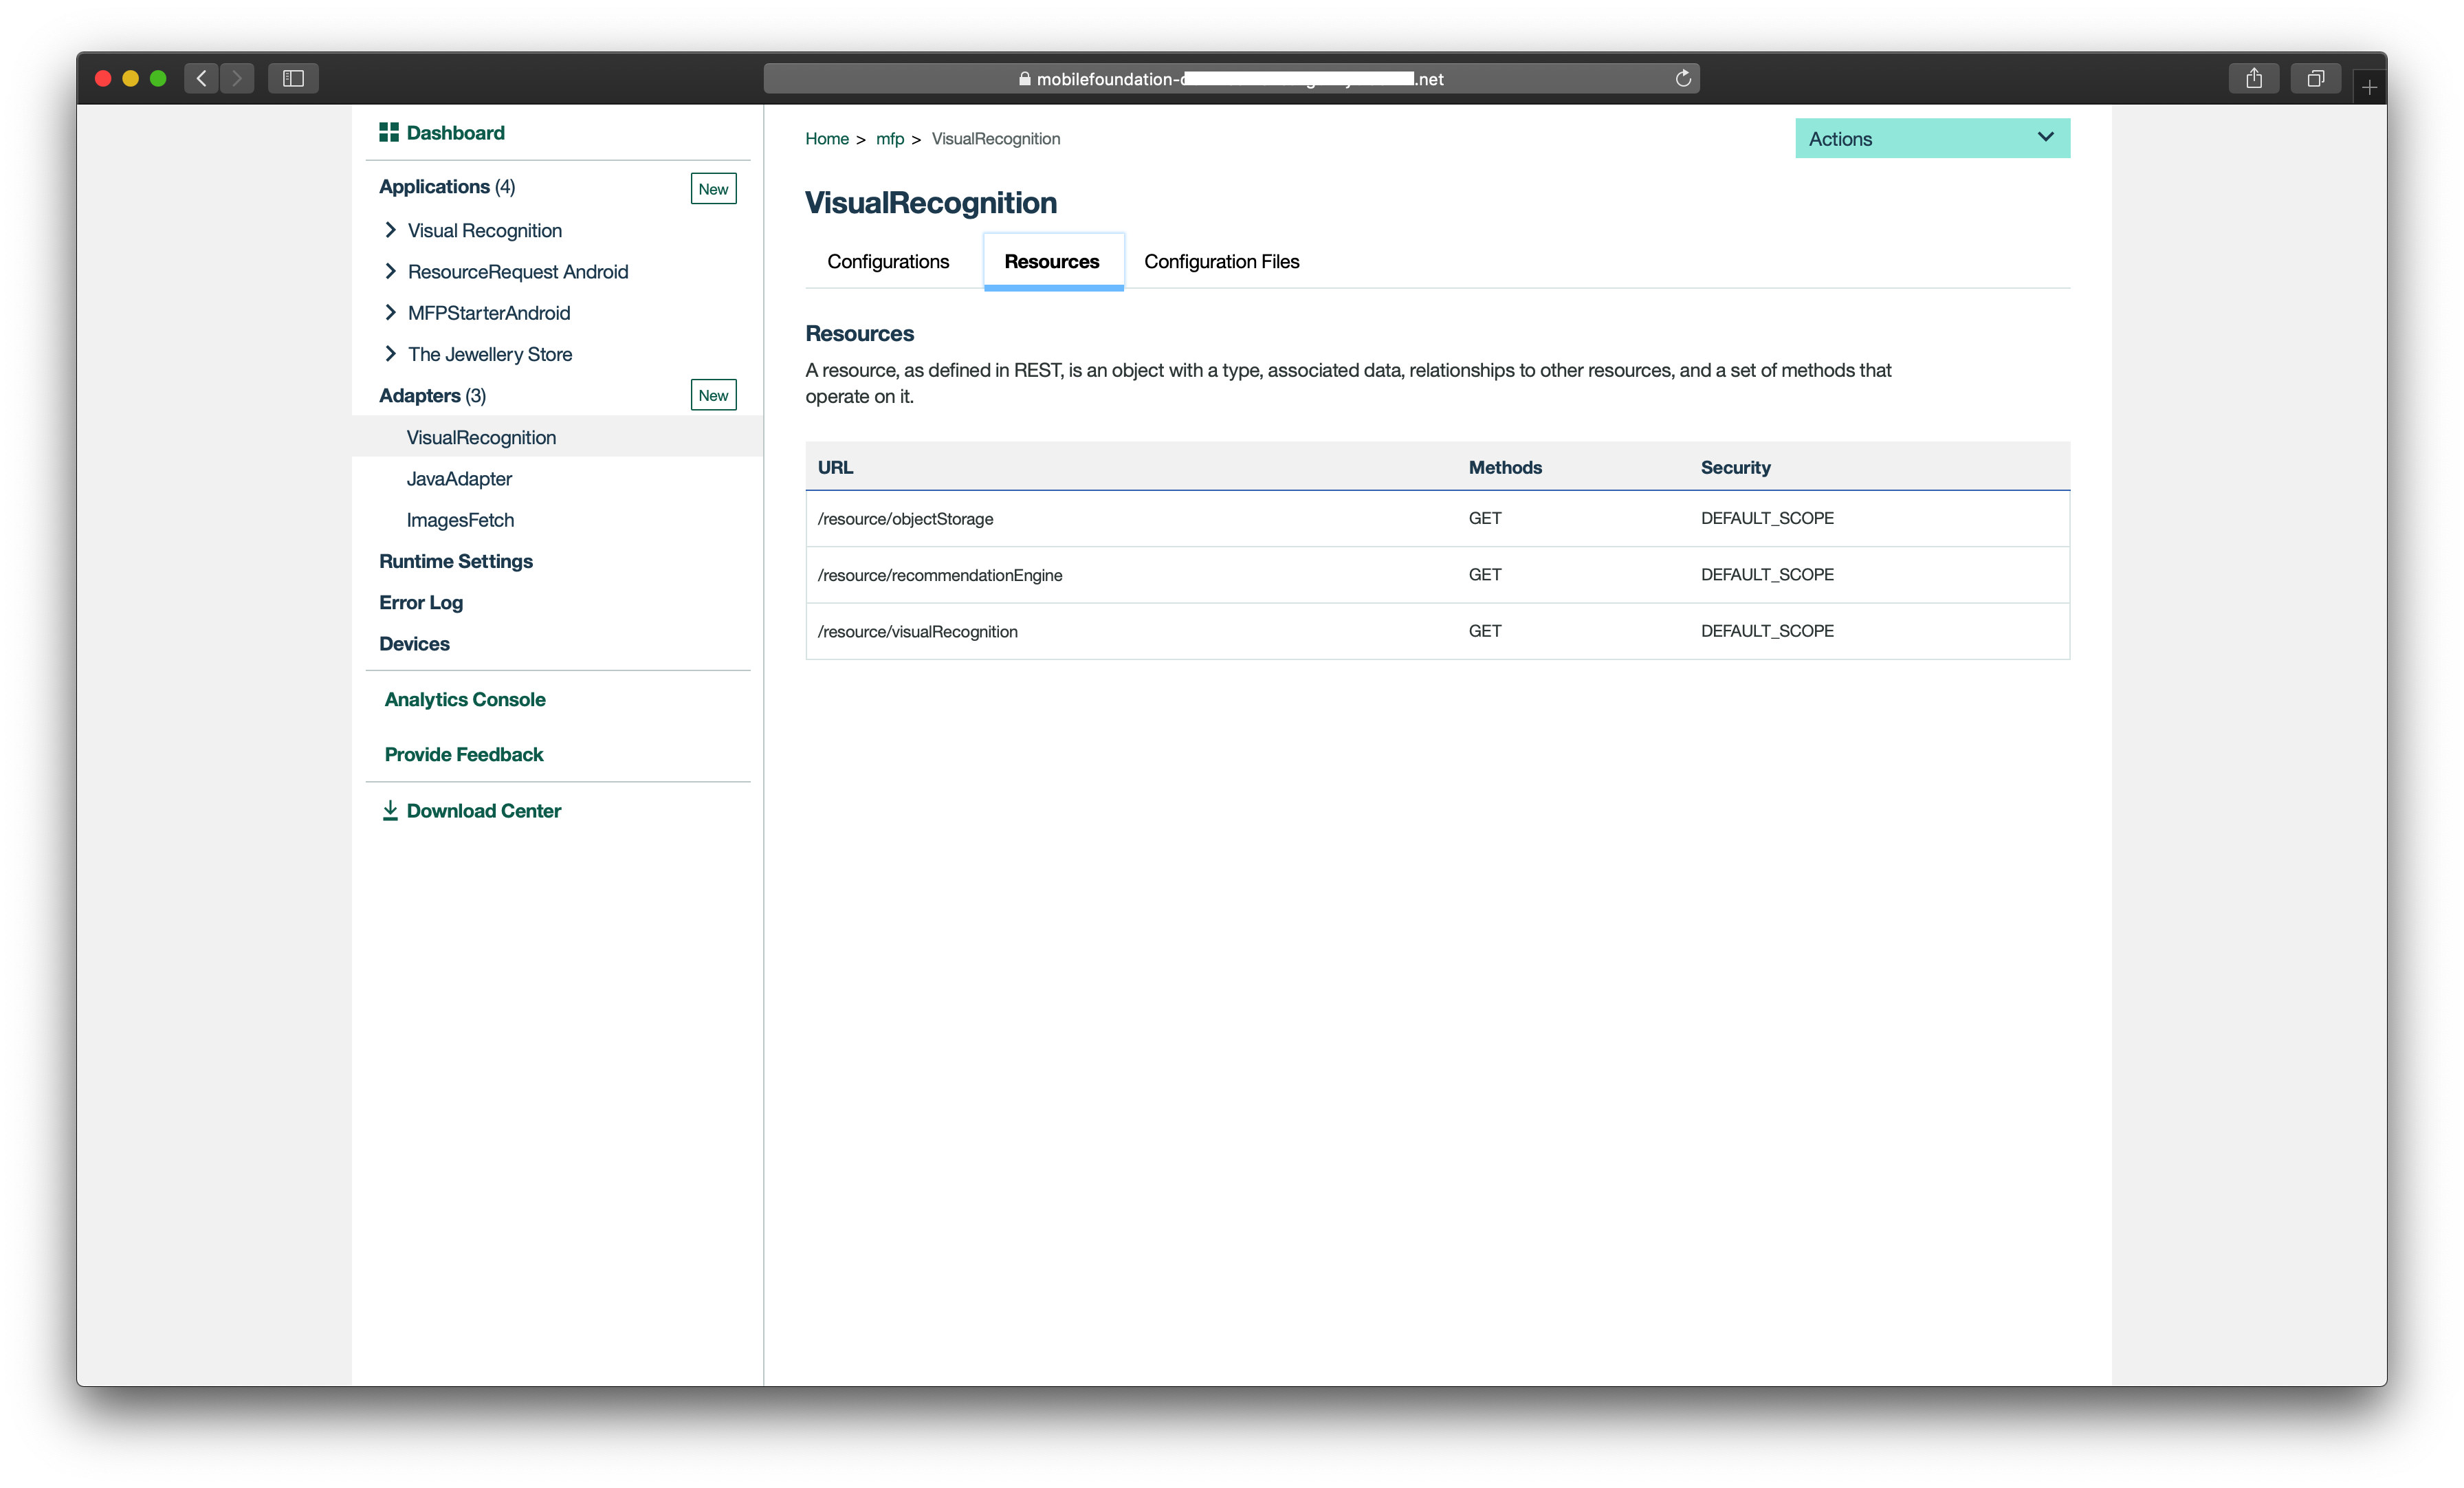 mobilefoundation- .net
Dashboard
Applications (4) New
Visual Recognition
ResourceRequest Android
MFPStarterAndroid
The Jewellery Store
Adapters (3) New
VisualRecognition
JavaAdapter
ImagesFetch
Runtime Settings
Error Log
Devices
Analytics Console
Provide Feedback
Download Center
Home > mfp > VisualRecognition
Actions
VisualRecognition
Configurations Resources Configuration Files
Resources
A resource, as defined in REST, is an object with a type, associated data, relationships to other resources, and a set of methods that
operate on it.
URL Methods Security
/resource/objectStorage GET DEFAULT_SCOPE
/resource/recommendationEngine GET DEFAULT_SCOPE
/resource/visualRecognition GET DEFAULT_SCOPE